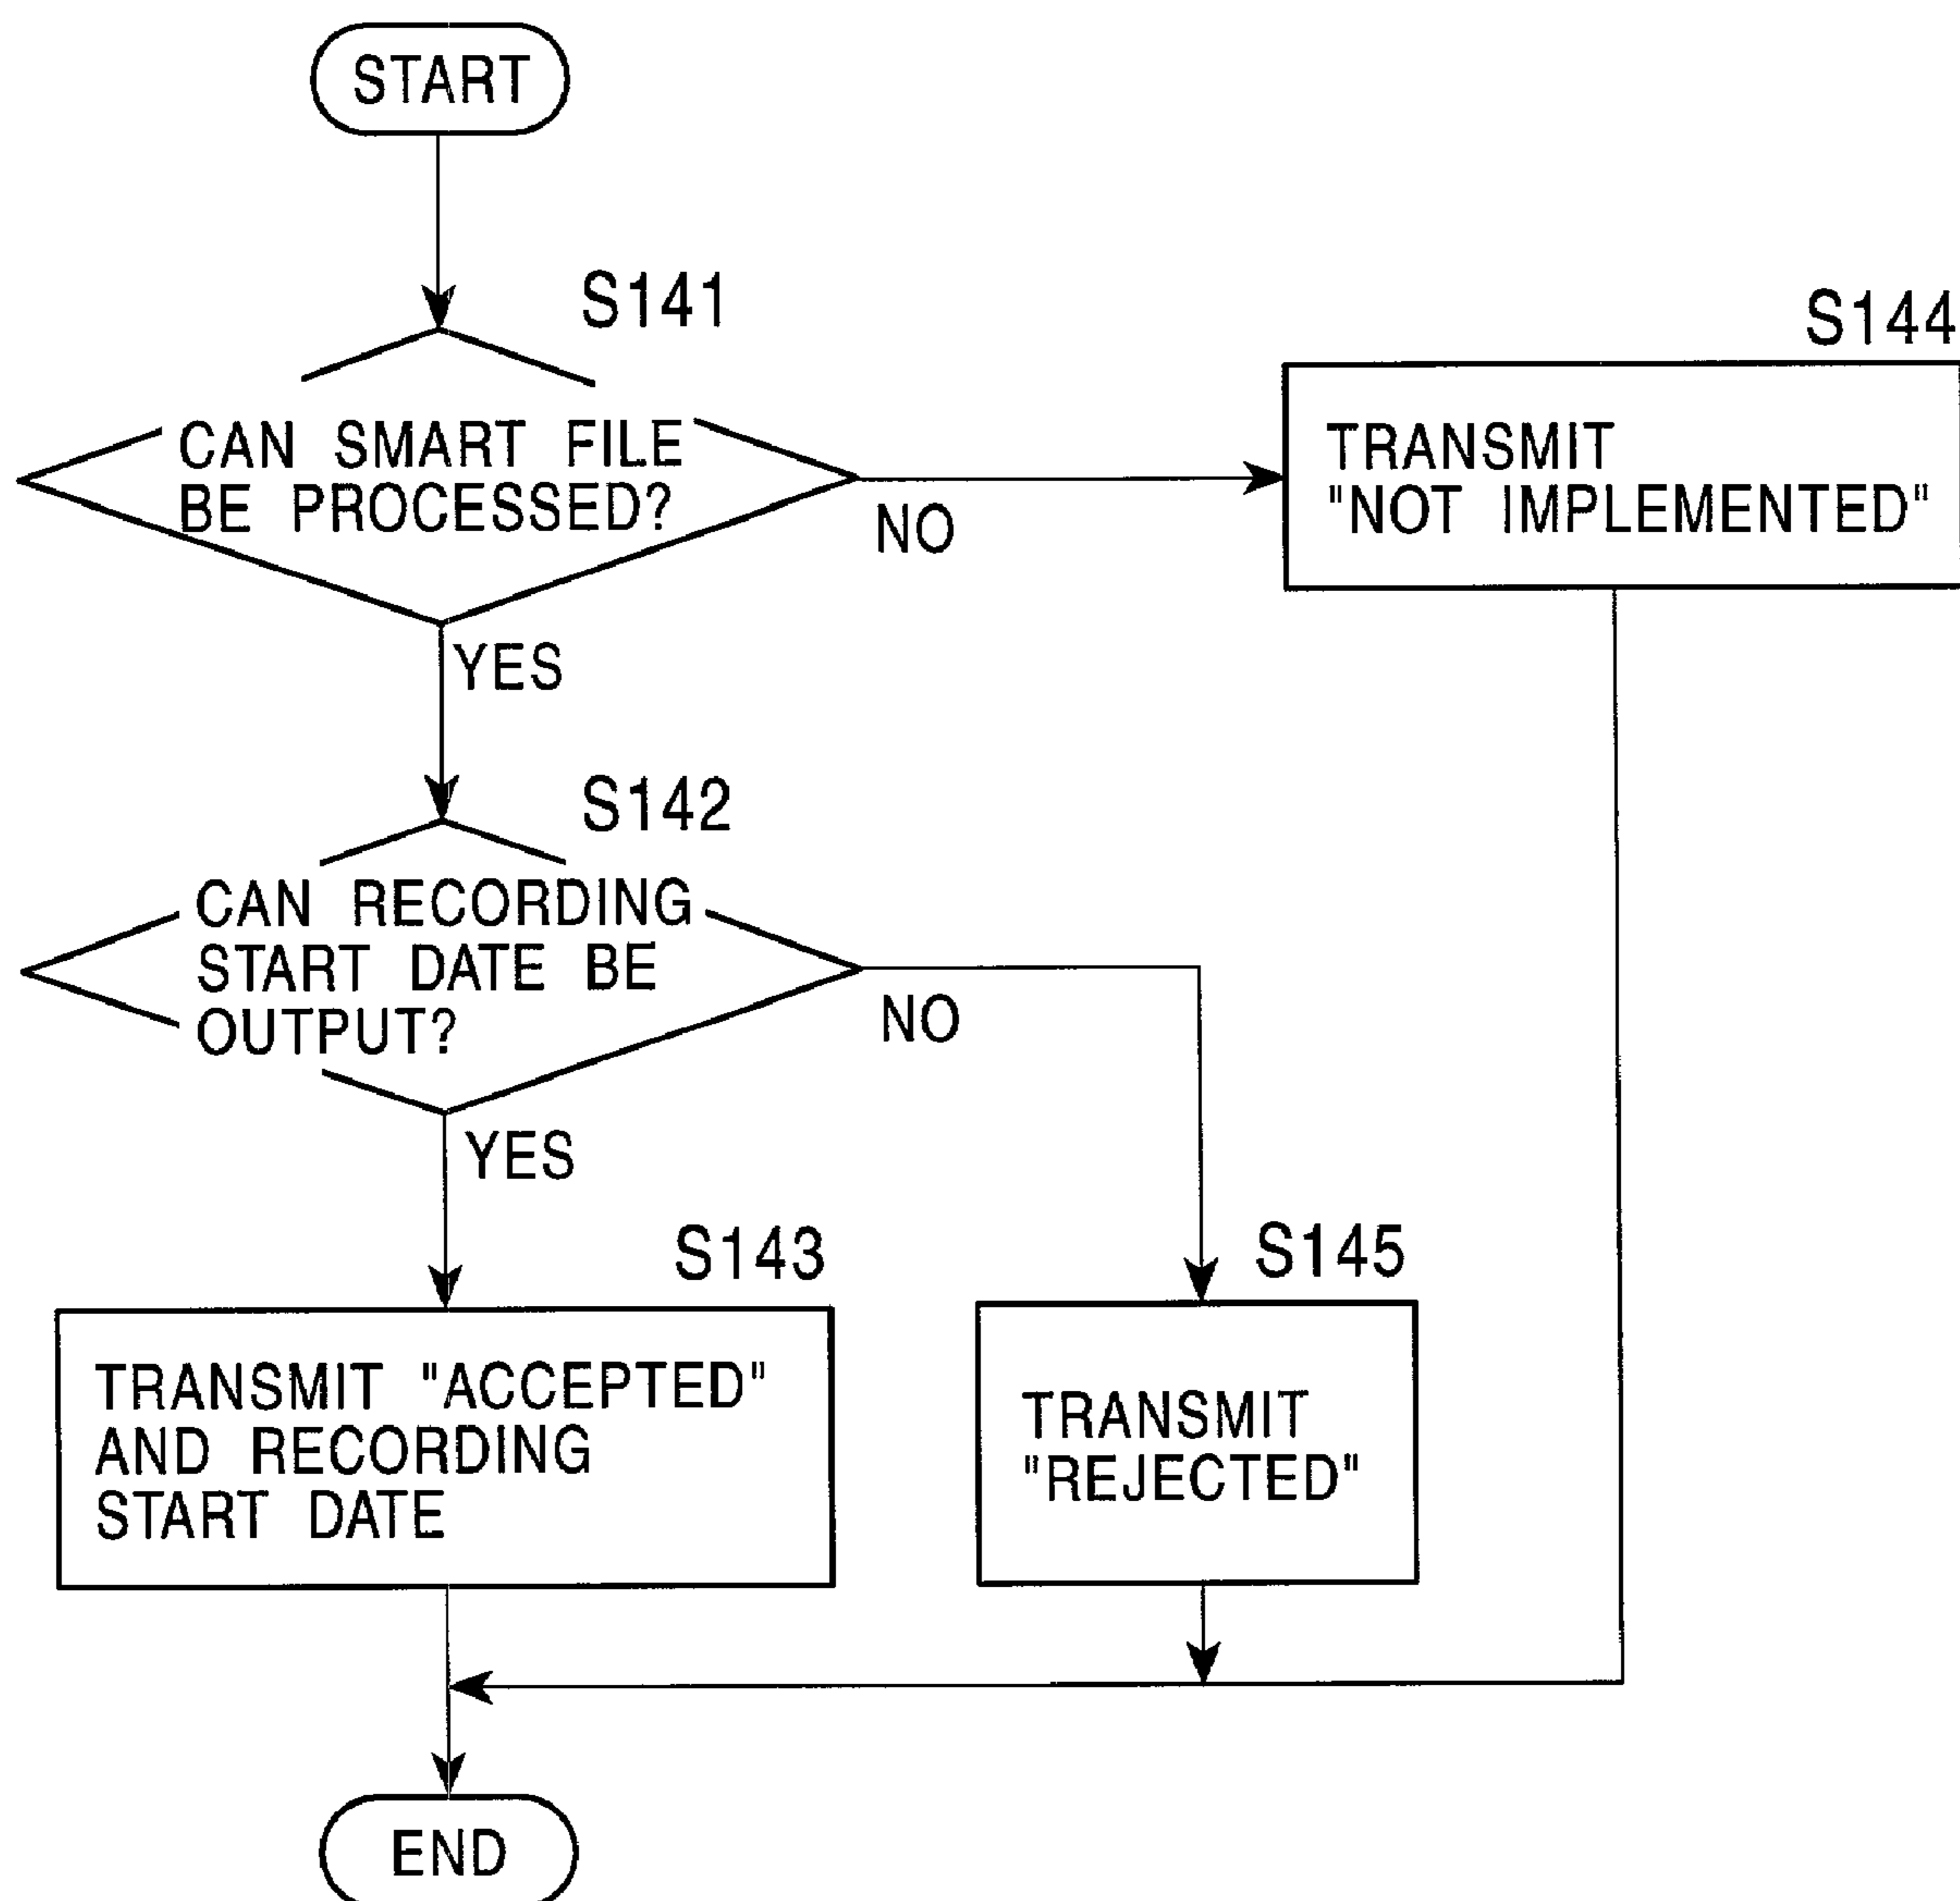 START
S141
CAN SMART FILE
BE PROCESSED?
NO
YES
S144
TRANSMIT
"NOT IMPLEMENTED"
S142
CAN RECORDING
START DATE BE
OUTPUT?
NO
YES
S143
TRANSMIT "ACCEPTED"
AND RECORDING
START DATE
S145
TRANSMIT
"REJECTED"
END